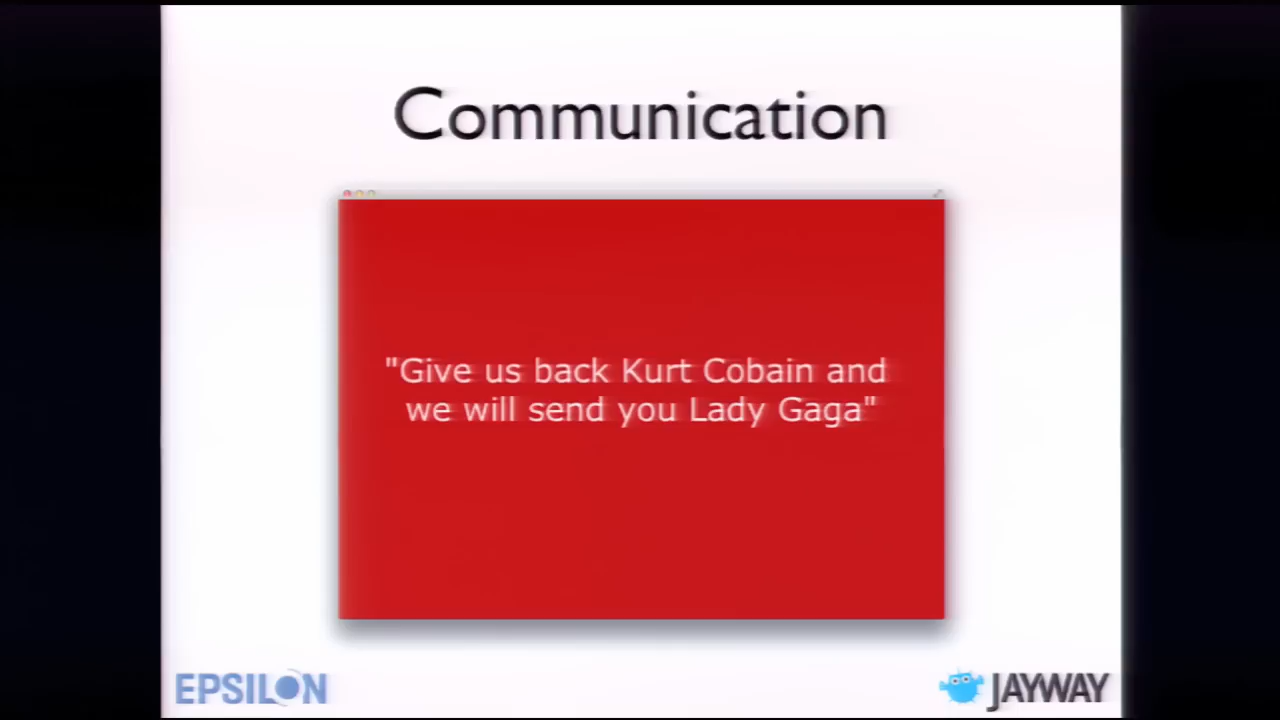 Communication
"Give us back Kurt Cobain and
we will send you Lady Gaga"
EPSILON
JAYWAY